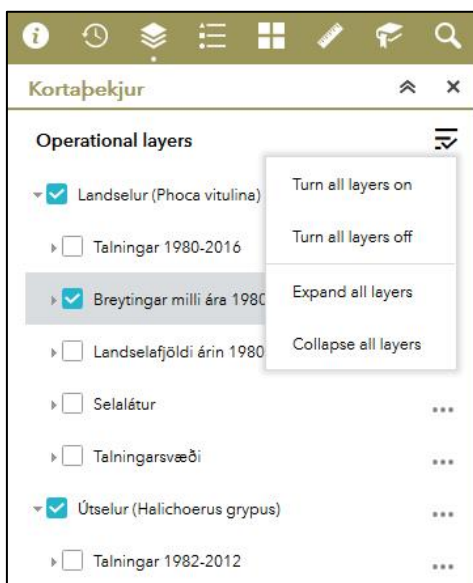 Kortaþekjur
Operational layers
Landselur (Phoca vitulina)
Turn all layers on
Talningar 1980-2016
Turn all layers off
Breytingar milli ára 1980
Expand all layers
Landselafjöldi árin 1980
Collapse all layers
Selalátur
Talningarsvæði
Útselur (Halichoerus grypus)
Talningar 1982-2012